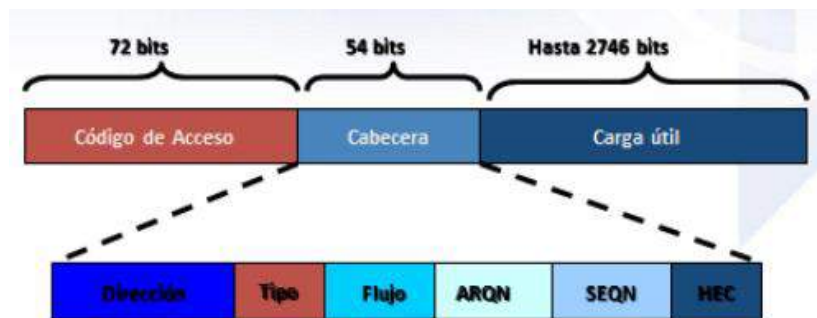 72 bits
54 bits
Hasta 2746 bits
Código de Acceso
Cabecera
Carga útil
Dirección
Tipo
Flujo
ARQN
SEQN
HEC